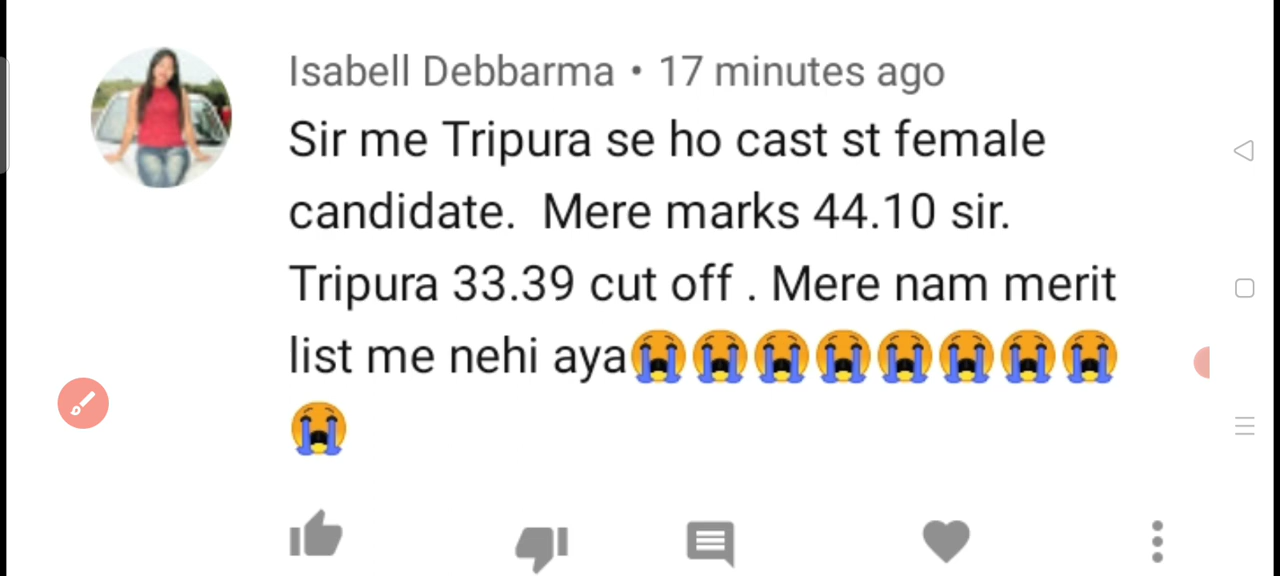 Isabell Debbarma • 17 minutes ago
Sir me Tripura se ho cast st female
candidate.  Mere marks 44.10 sir.
Tripura 33.39 cut off . Mere nam merit
list me nehi aya😭😭😭😭😭😭😭😭
😭